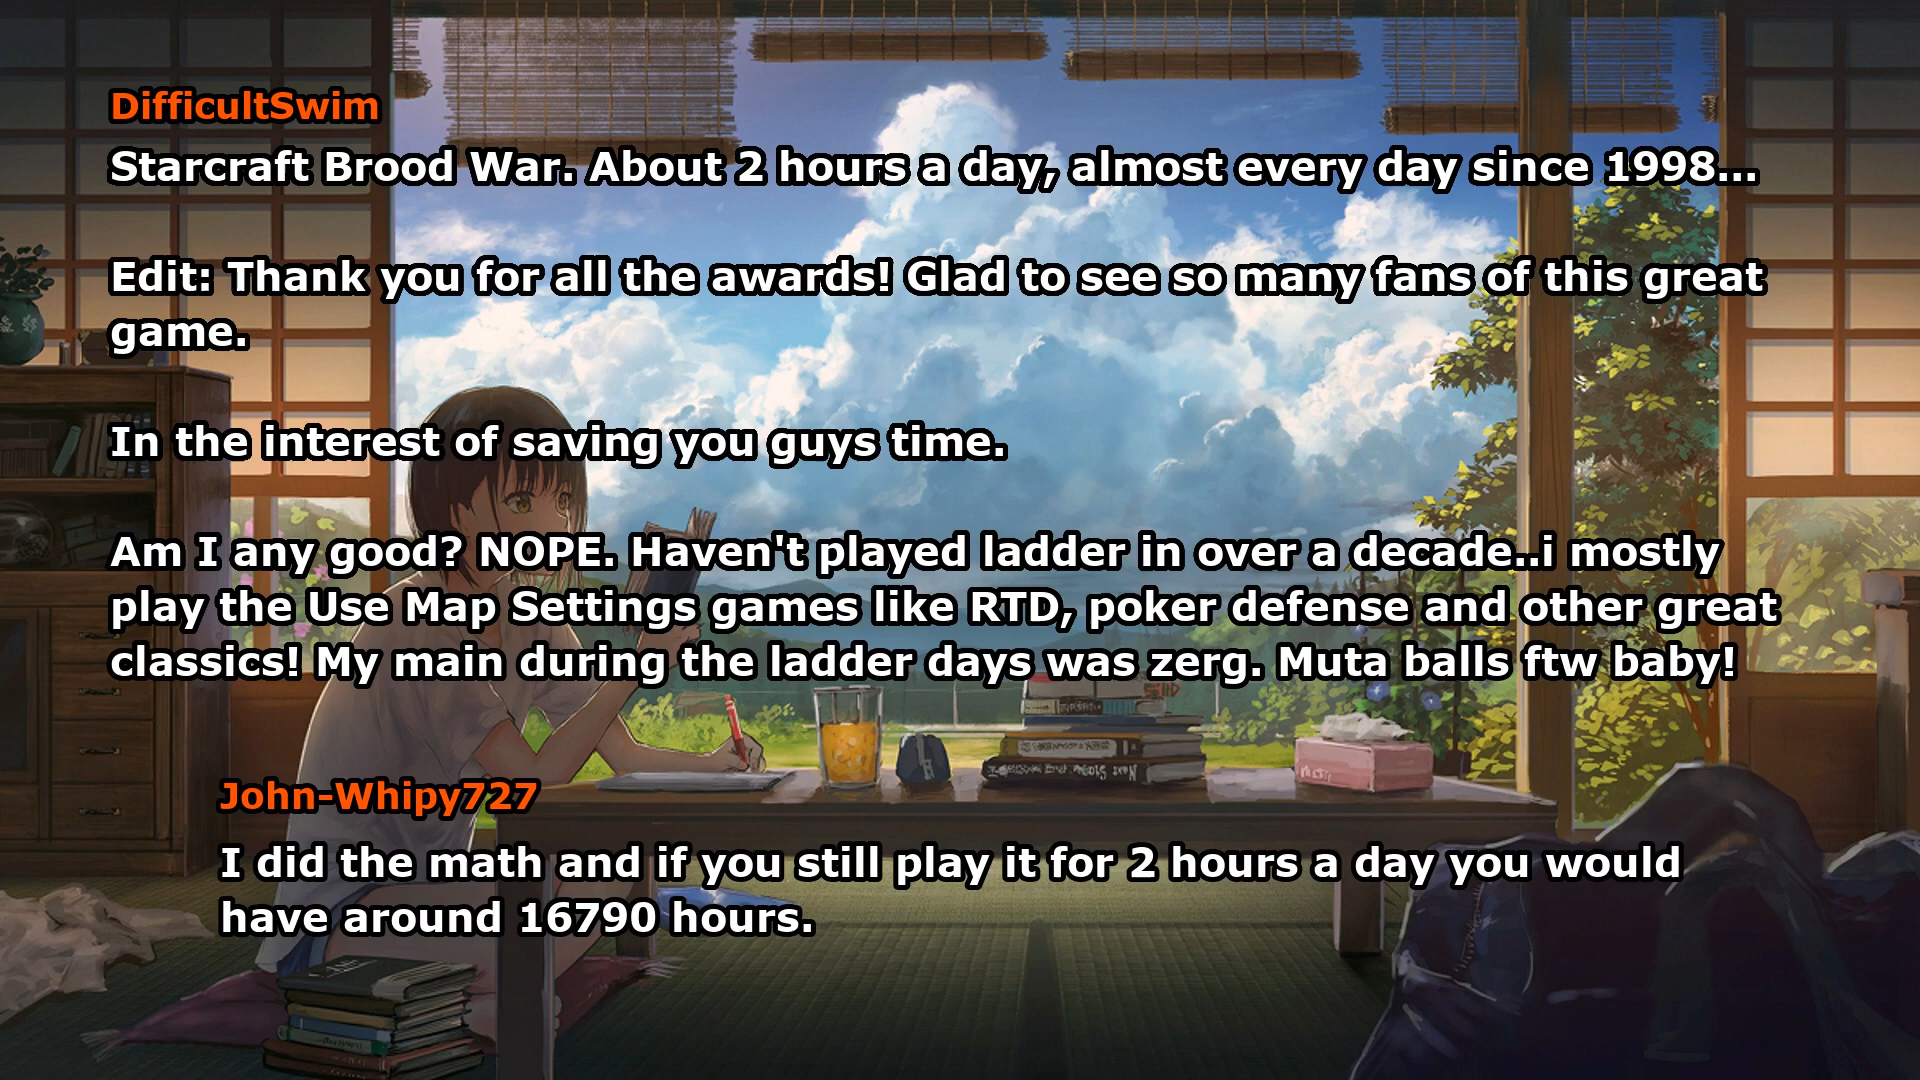 DifficultSwim
Starcraft Brood War. About 2 hours a day, almost every day since 1998...
Edit: Thank you for all the awards! Glad to see so many fans of this great
game.
In the interest of saving you guys time.
Am I any good? NOPE. Haven't played ladder in over a decade..i mostly
play the Use Map Settings games like RTD, poker defense and other great
classics! My main during the ladder days was zerg. Muta balls ftw baby!
John-Whipy727
I did the math and if you still play it for 2 hours a day you would
have around 16790 hours.